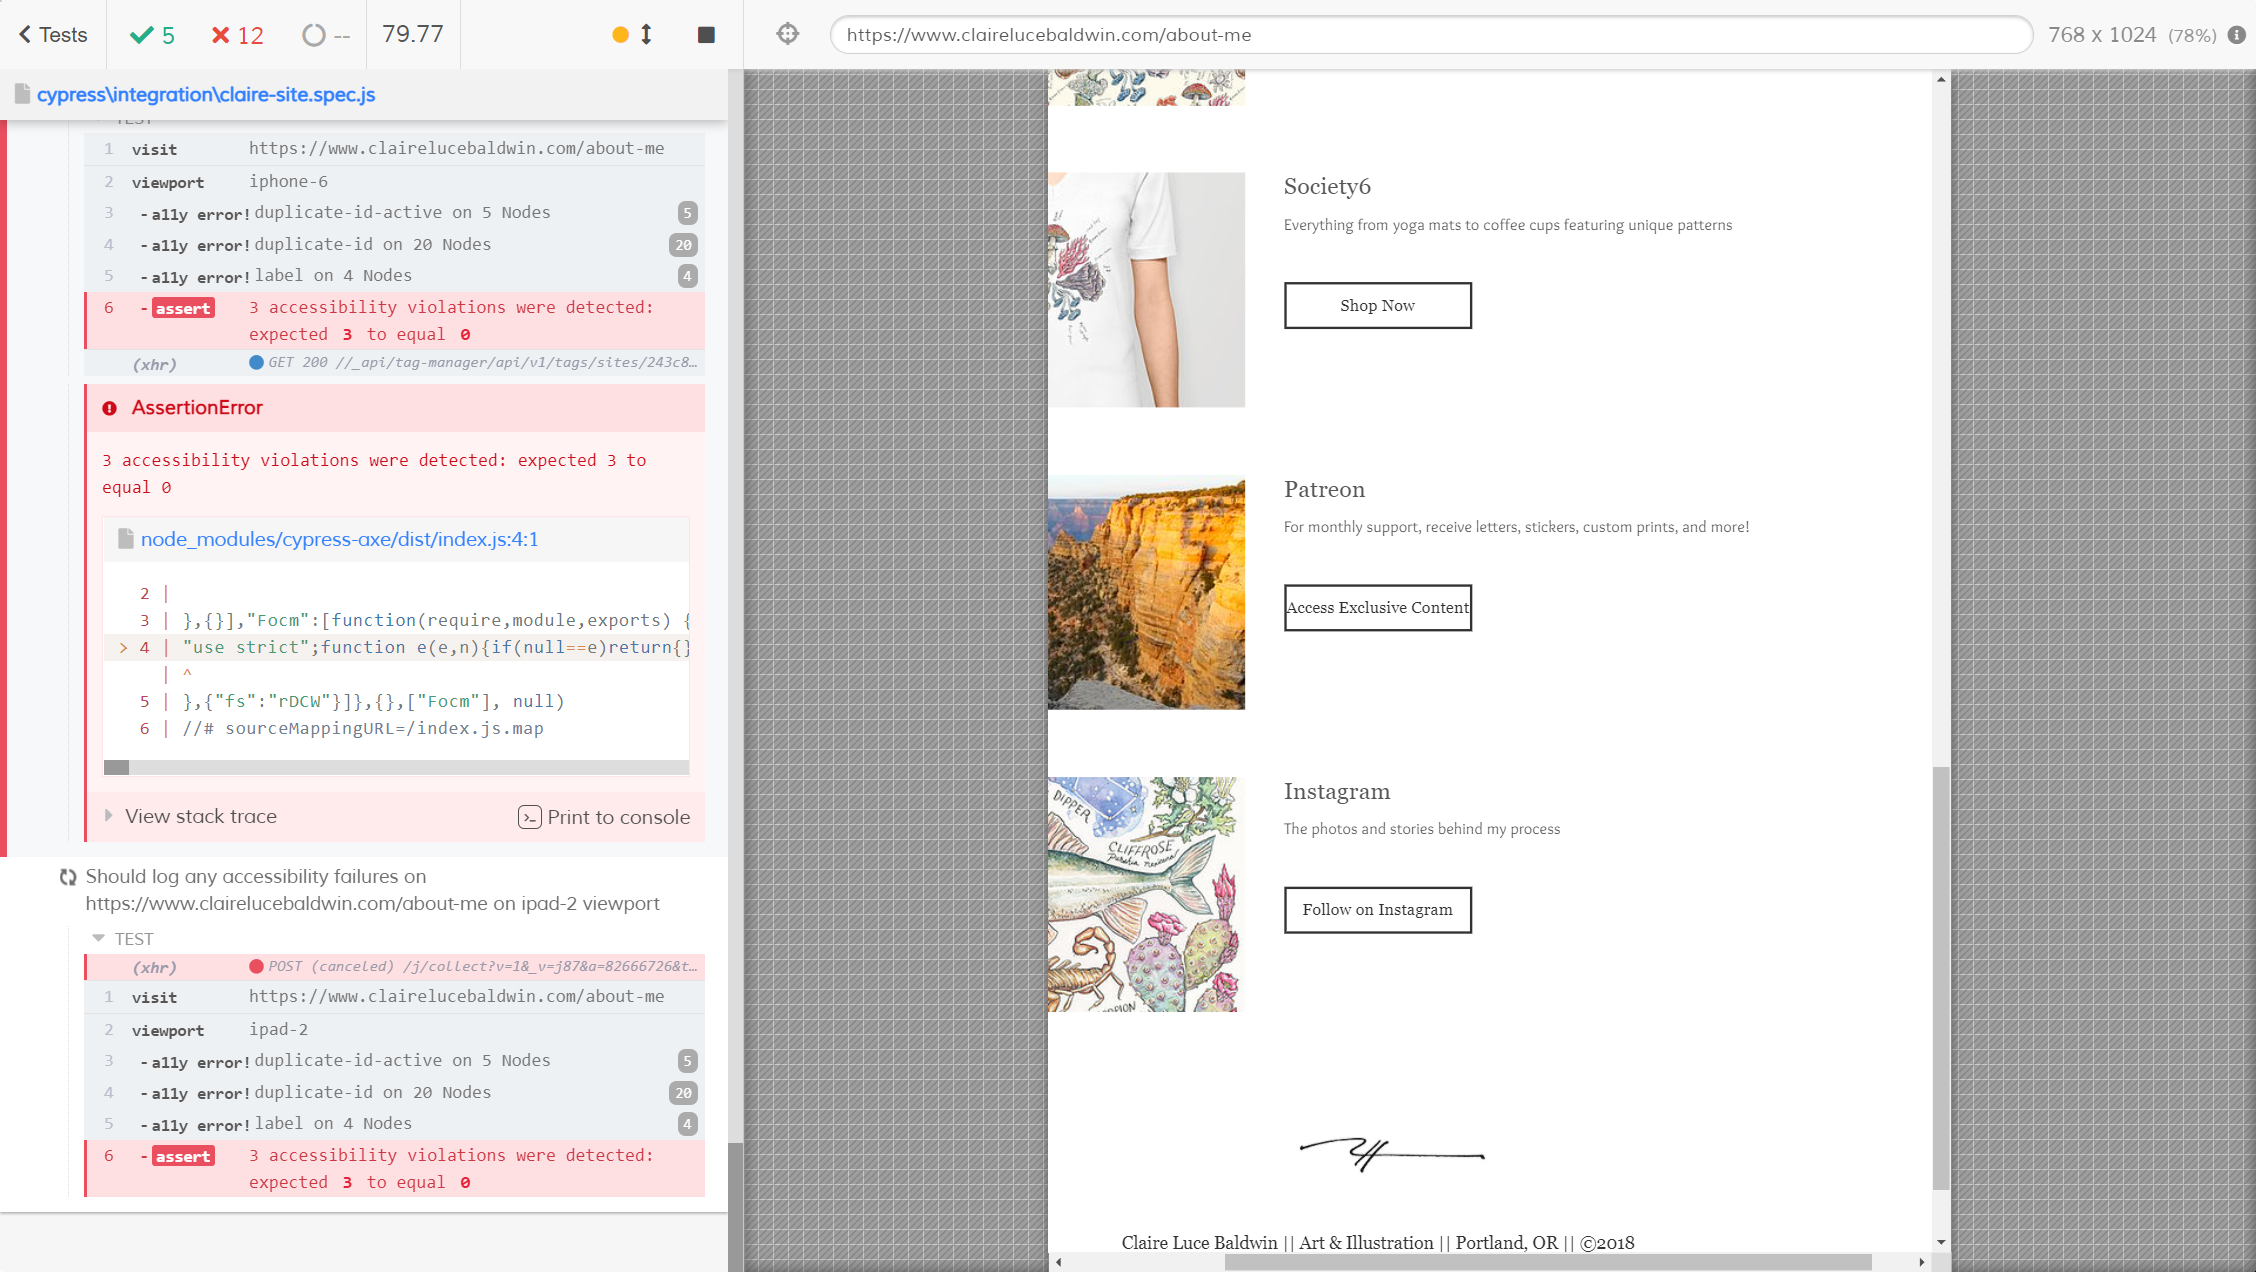 Tests
5
12
--
79.77
https://www.clairelucebaldwin.com/about-me
768 x 1024 (78%)
cypress\integration\claire-site.spec.js
TEST
1 visit https://www.clairelucebaldwin.com/about-me
2 viewport iphone-6
3 -a11y error! duplicate-id-active on 5 Nodes 5
4 -a11y error! duplicate-id on 20 Nodes 20
5 -a11y error! label on 4 Nodes 4
6 -assert 3 accessibility violations were detected:
expected 3 to equal 0
(xhr) GET 200 //_api/tag-manager/api/v1/tags/sites/243c8…
AssertionError
3 accessibility violations were detected: expected 3 to
equal 0
node_modules/cypress-axe/dist/index.js:4:1
2 |
3 | },{}],"Focm":[function(require,module,exports) {
> 4 | "use strict";function e(e,n){if(null==e)return{}
| ^
5 | },{"fs":"rDCW"}]},{},["Focm"], null)
6 | //# sourceMappingURL=/index.js.map
View stack trace
Print to console
Should log any accessibility failures on
https://www.clairelucebaldwin.com/about-me on ipad-2 viewport
TEST
(xhr) POST (canceled) /j/collect?v=1&_v=j87&a=82666726&t…
1 visit https://www.clairelucebaldwin.com/about-me
2 viewport ipad-2
3 -a11y error! duplicate-id-active on 5 Nodes 5
4 -a11y error! duplicate-id on 20 Nodes 20
5 -a11y error! label on 4 Nodes 4
6 -assert 3 accessibility violations were detected:
expected 3 to equal 0
Society6
Everything from yoga mats to coffee cups featuring unique patterns
Shop Now
Patreon
For monthly support, receive letters, stickers, custom prints, and more!
Access Exclusive Content
DIPPER
CLIFFROSE
Instagram
The photos and stories behind my process
Follow on Instagram
Claire Luce Baldwin || Art & Illustration || Portland, OR || ©2018